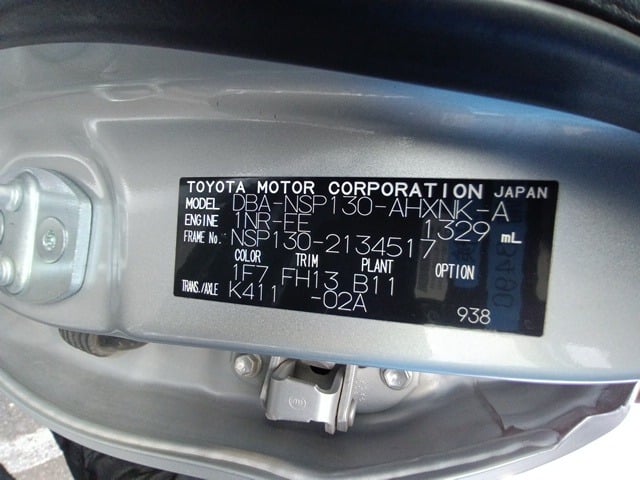 TOYOTA MOTOR CORPORATION JAPAN
MODEL DBA-NSP130-AHXNK-A
ENGINE 1NR-FE 1329 mL
FRAME No. NSP130-2134517
COLOR TRIM PLANT OPTION
1F7 FH13 B11
TRANS./AXLE K411 -02A
938